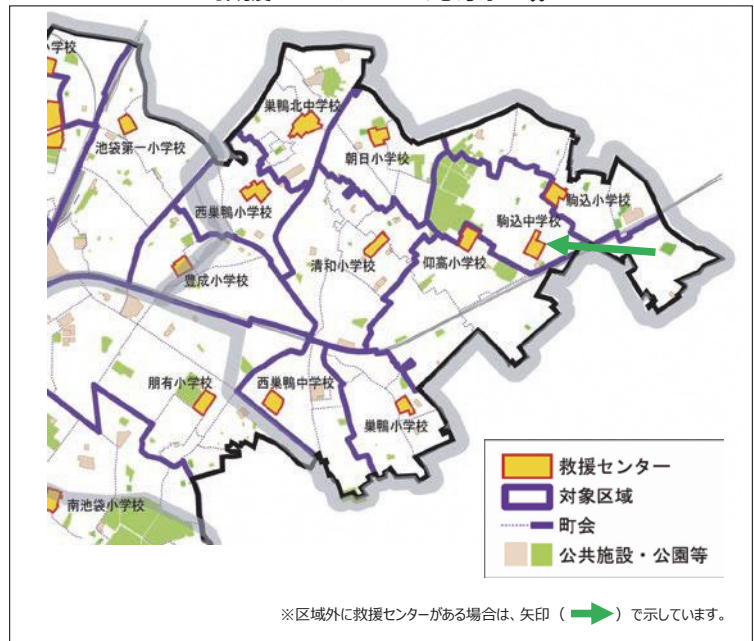 小学校
巣鴨北中学校
池袋第一小学校
朝日小学校
西巣鴨小学校
駒込小学校
駒込中学校
清和小学校
仰高小学校
豊成小学校
朋有小学校
西巣鴨中学校
巣鴨小学校
南池袋小学校
救援センター
対象区域
町会
公共施設・公園等
※区域外に救援センターがある場合は、矢印（ ）で示しています。